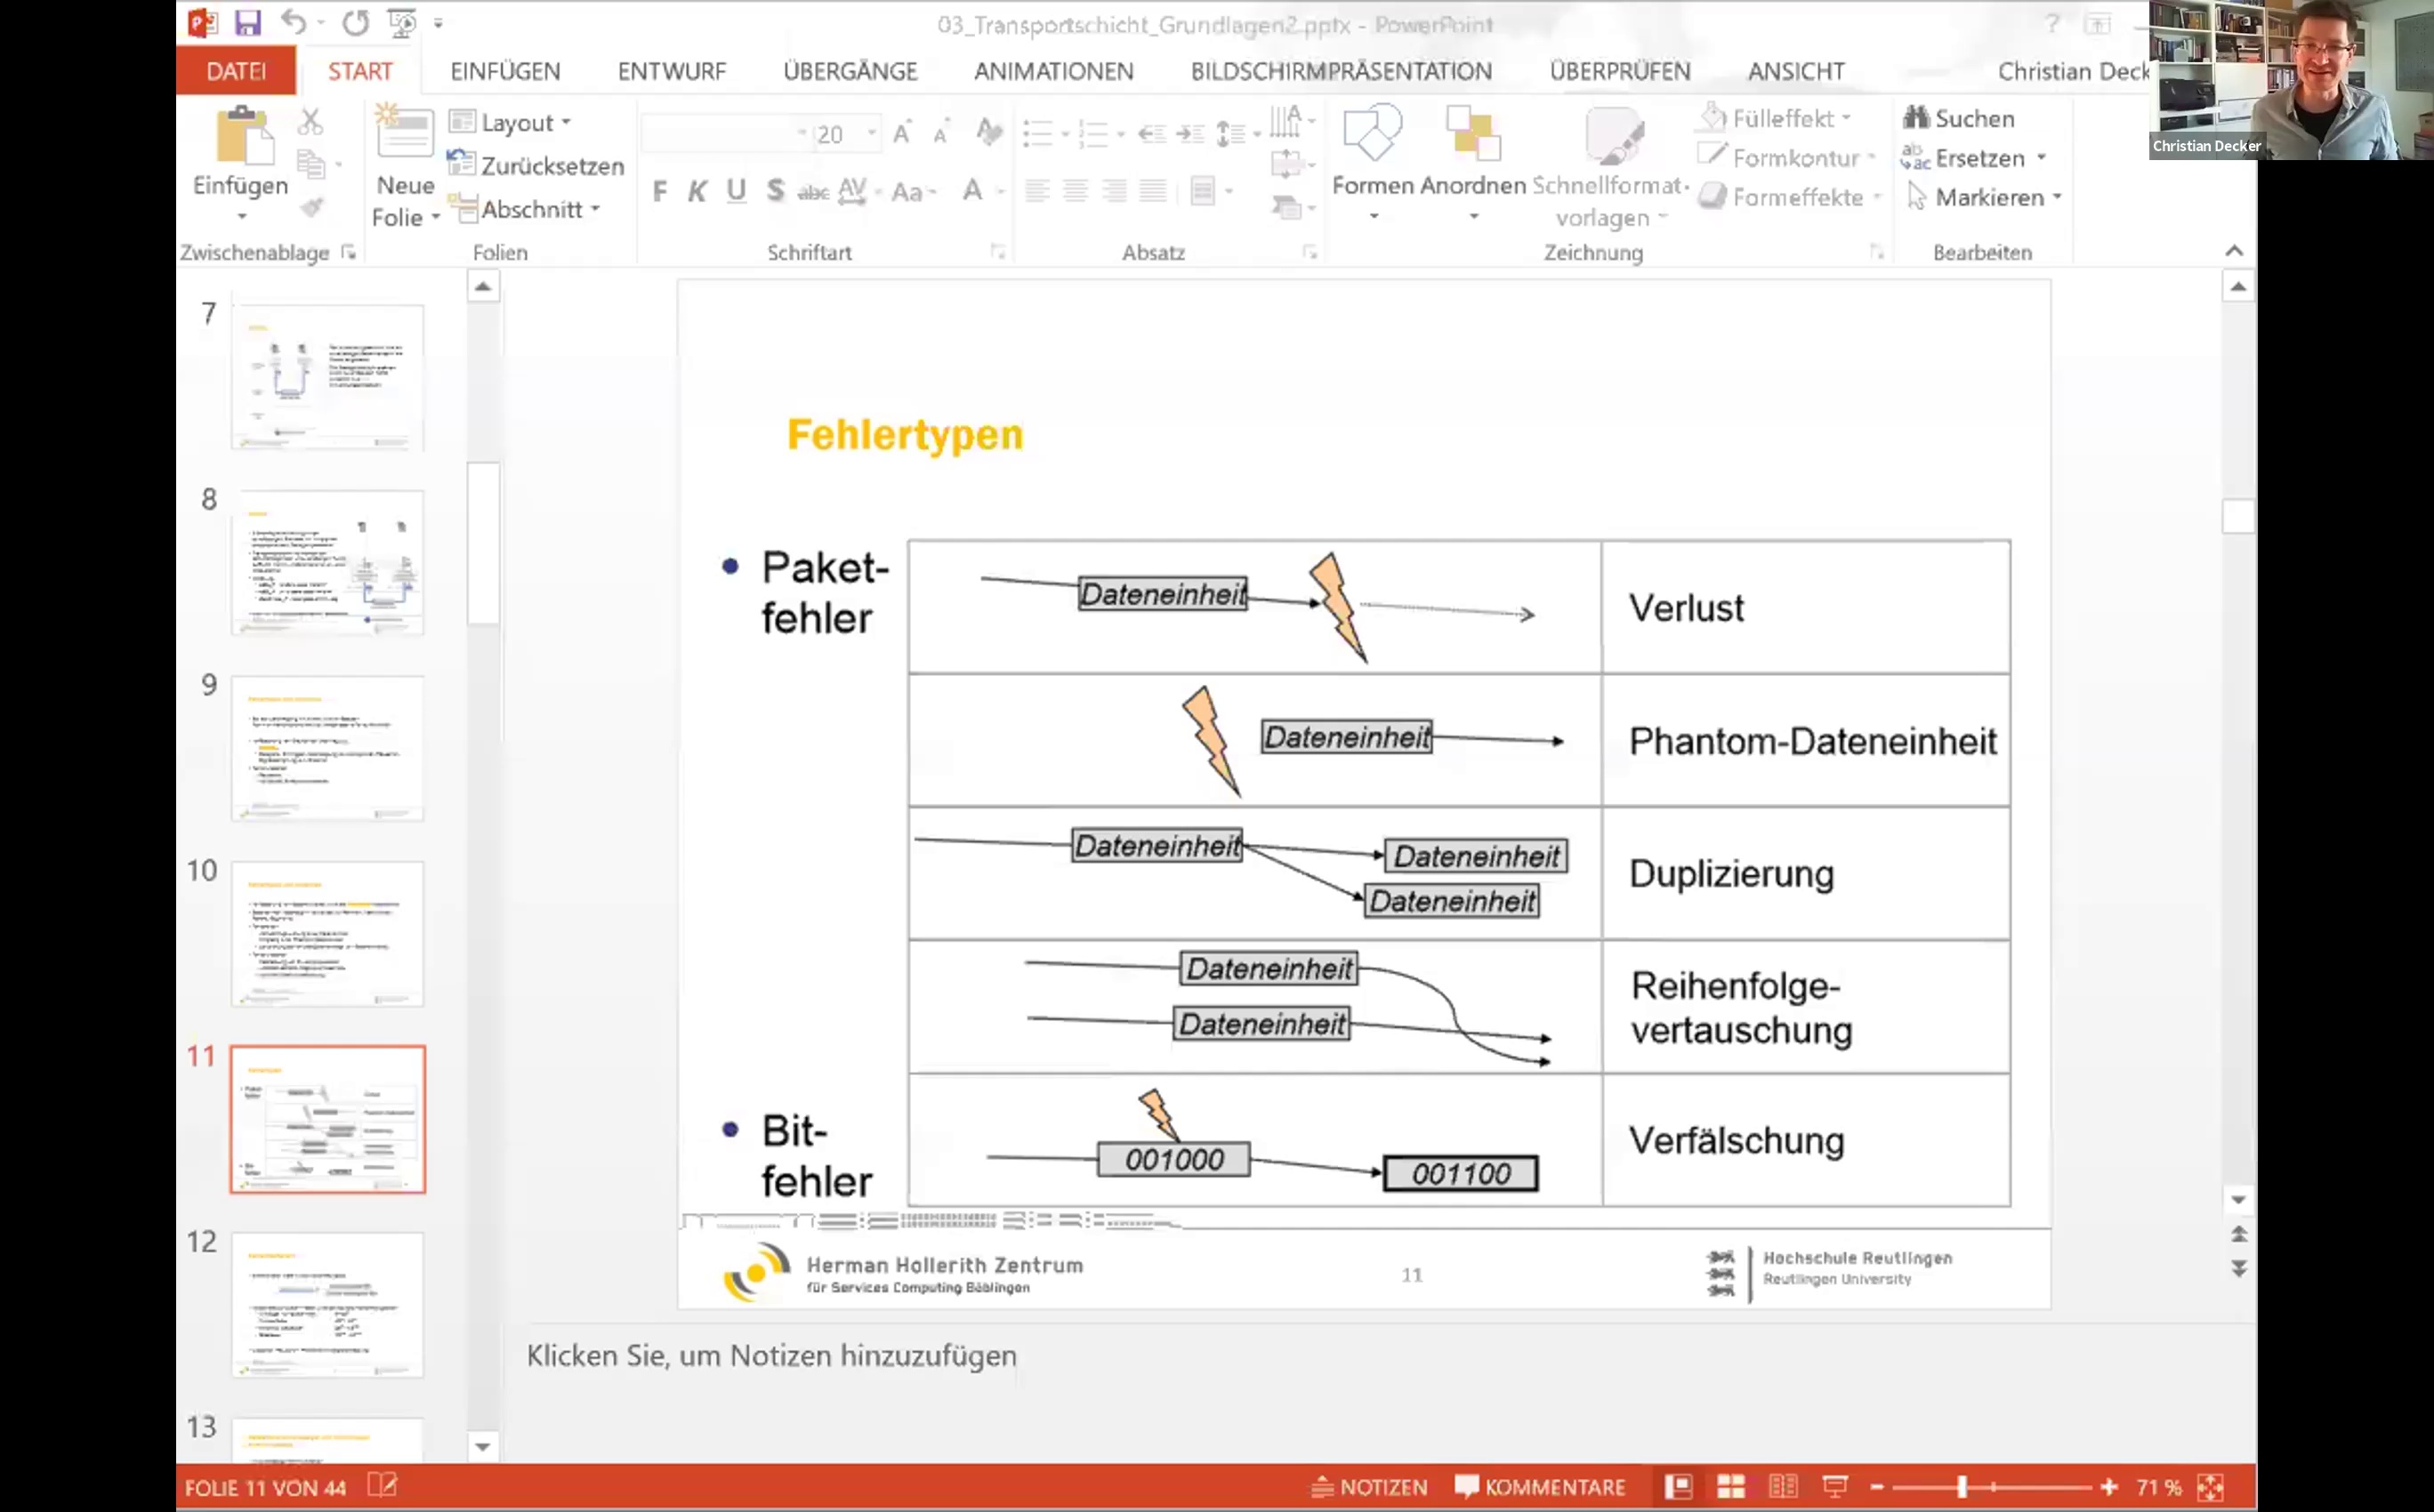 03_Transportschicht_Grundlagen2.pptx - PowerPoint
DATEI START EINFÜGEN ENTWURF ÜBERGÄNGE ANIMATIONEN BILDSCHIRMPRÄSENTATION ÜBERPRÜFEN ANSICHT Christian Deck
Christian Decker
Einfügen
Neue
Folie
Layout
Zurücksetzen
Abschnitt
20
F K U S abc AV Aa A
Formen
Anordnen
Schnellformat-
vorlagen
Fülleffekt
Formkontur
Formeffekte
Suchen
Ersetzen
Markieren
Zwischenablage Folien Schriftart Absatz Zeichnung Bearbeiten
7
8
9
10
11
12
13
Fehlertypen
• Paket-
fehler
Dateneinheit
Verlust
Dateneinheit
Phantom-Dateneinheit
Dateneinheit
Dateneinheit
Dateneinheit
Duplizierung
Dateneinheit
Dateneinheit
Reihenfolge-
vertauschung
• Bit-
fehler
001000
001100
Verfälschung
Herman Hollerith Zentrum
für Services Computing Böblingen
11
Hochschule Reutlingen
Reutlingen University
Klicken Sie, um Notizen hinzuzufügen
FOLIE 11 VON 44 NOTIZEN KOMMENTARE 71 %